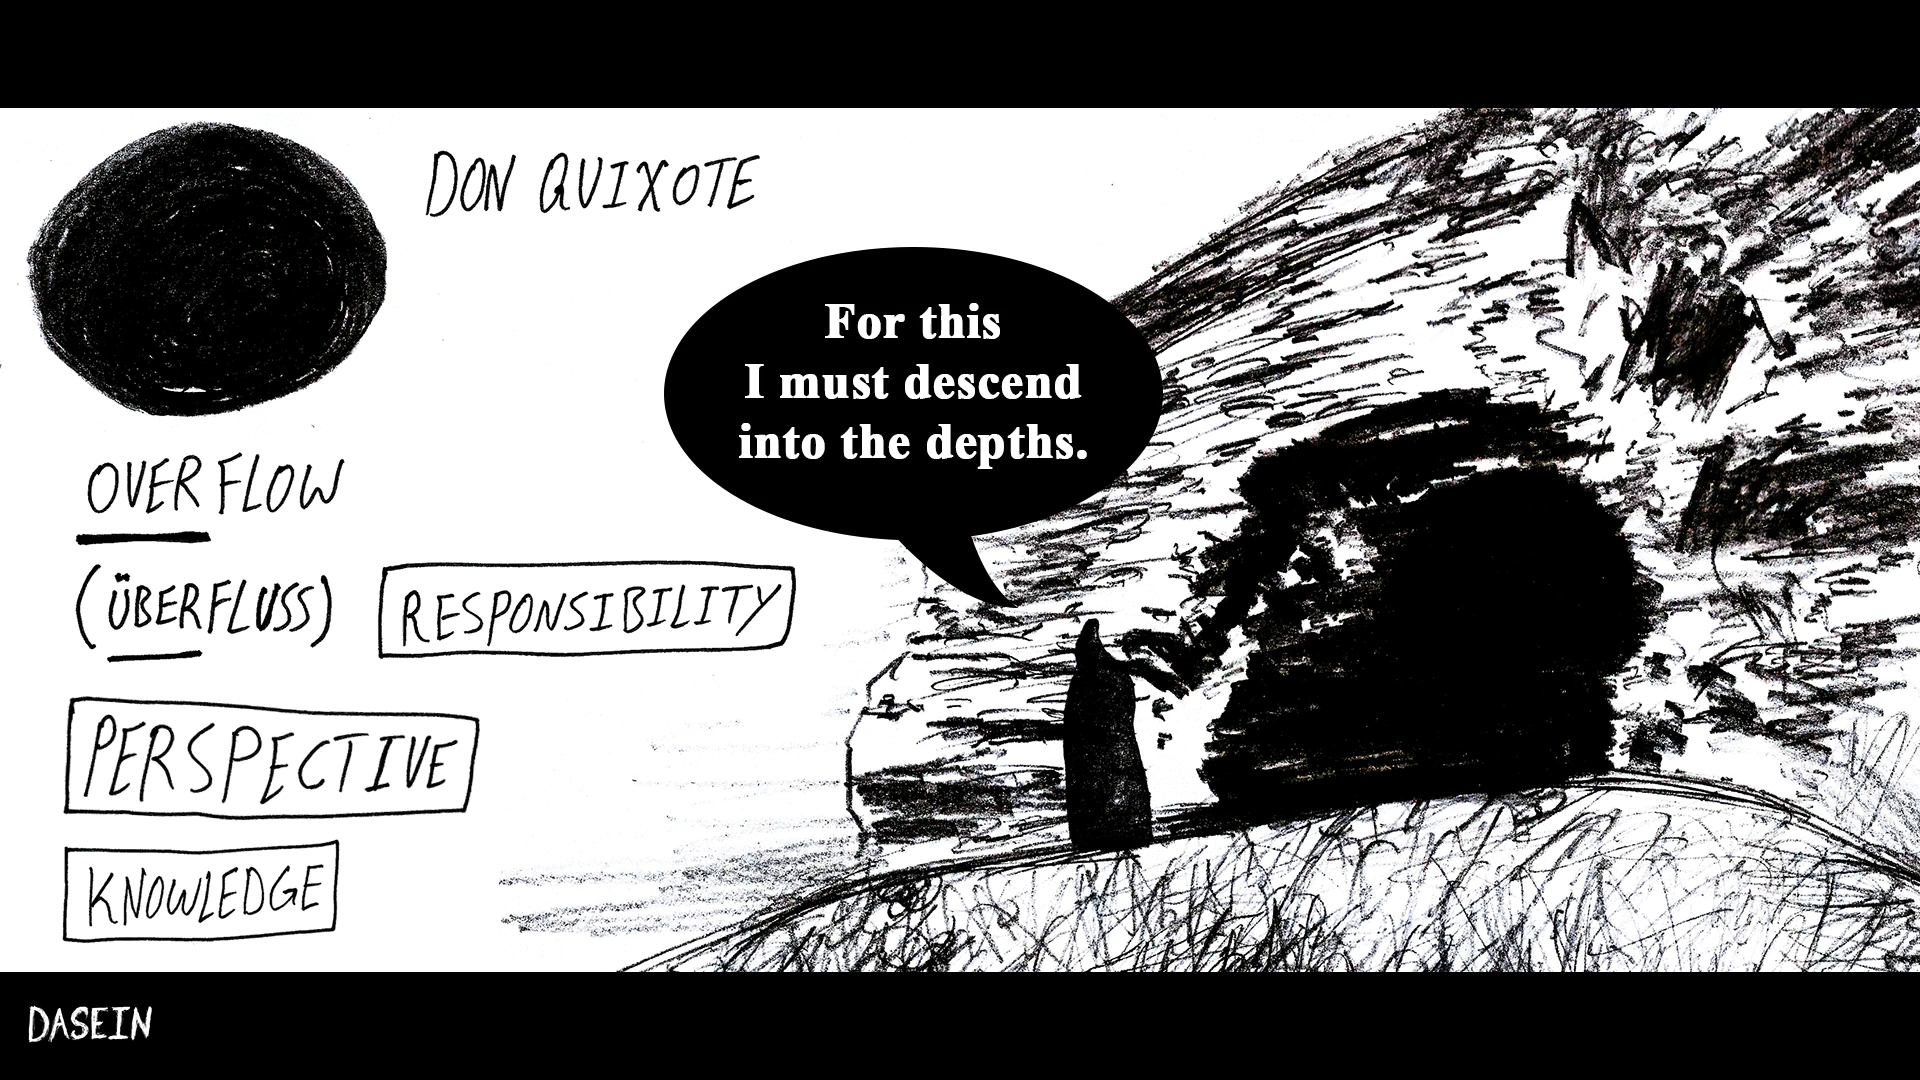 DON QUIXOTE
For this
I must descend
into the depths.
OVERFLOW
(ÜBERFLUSS)
RESPONSIBILITY
PERSPECTIVE
KNOWLEDGE
DASEIN